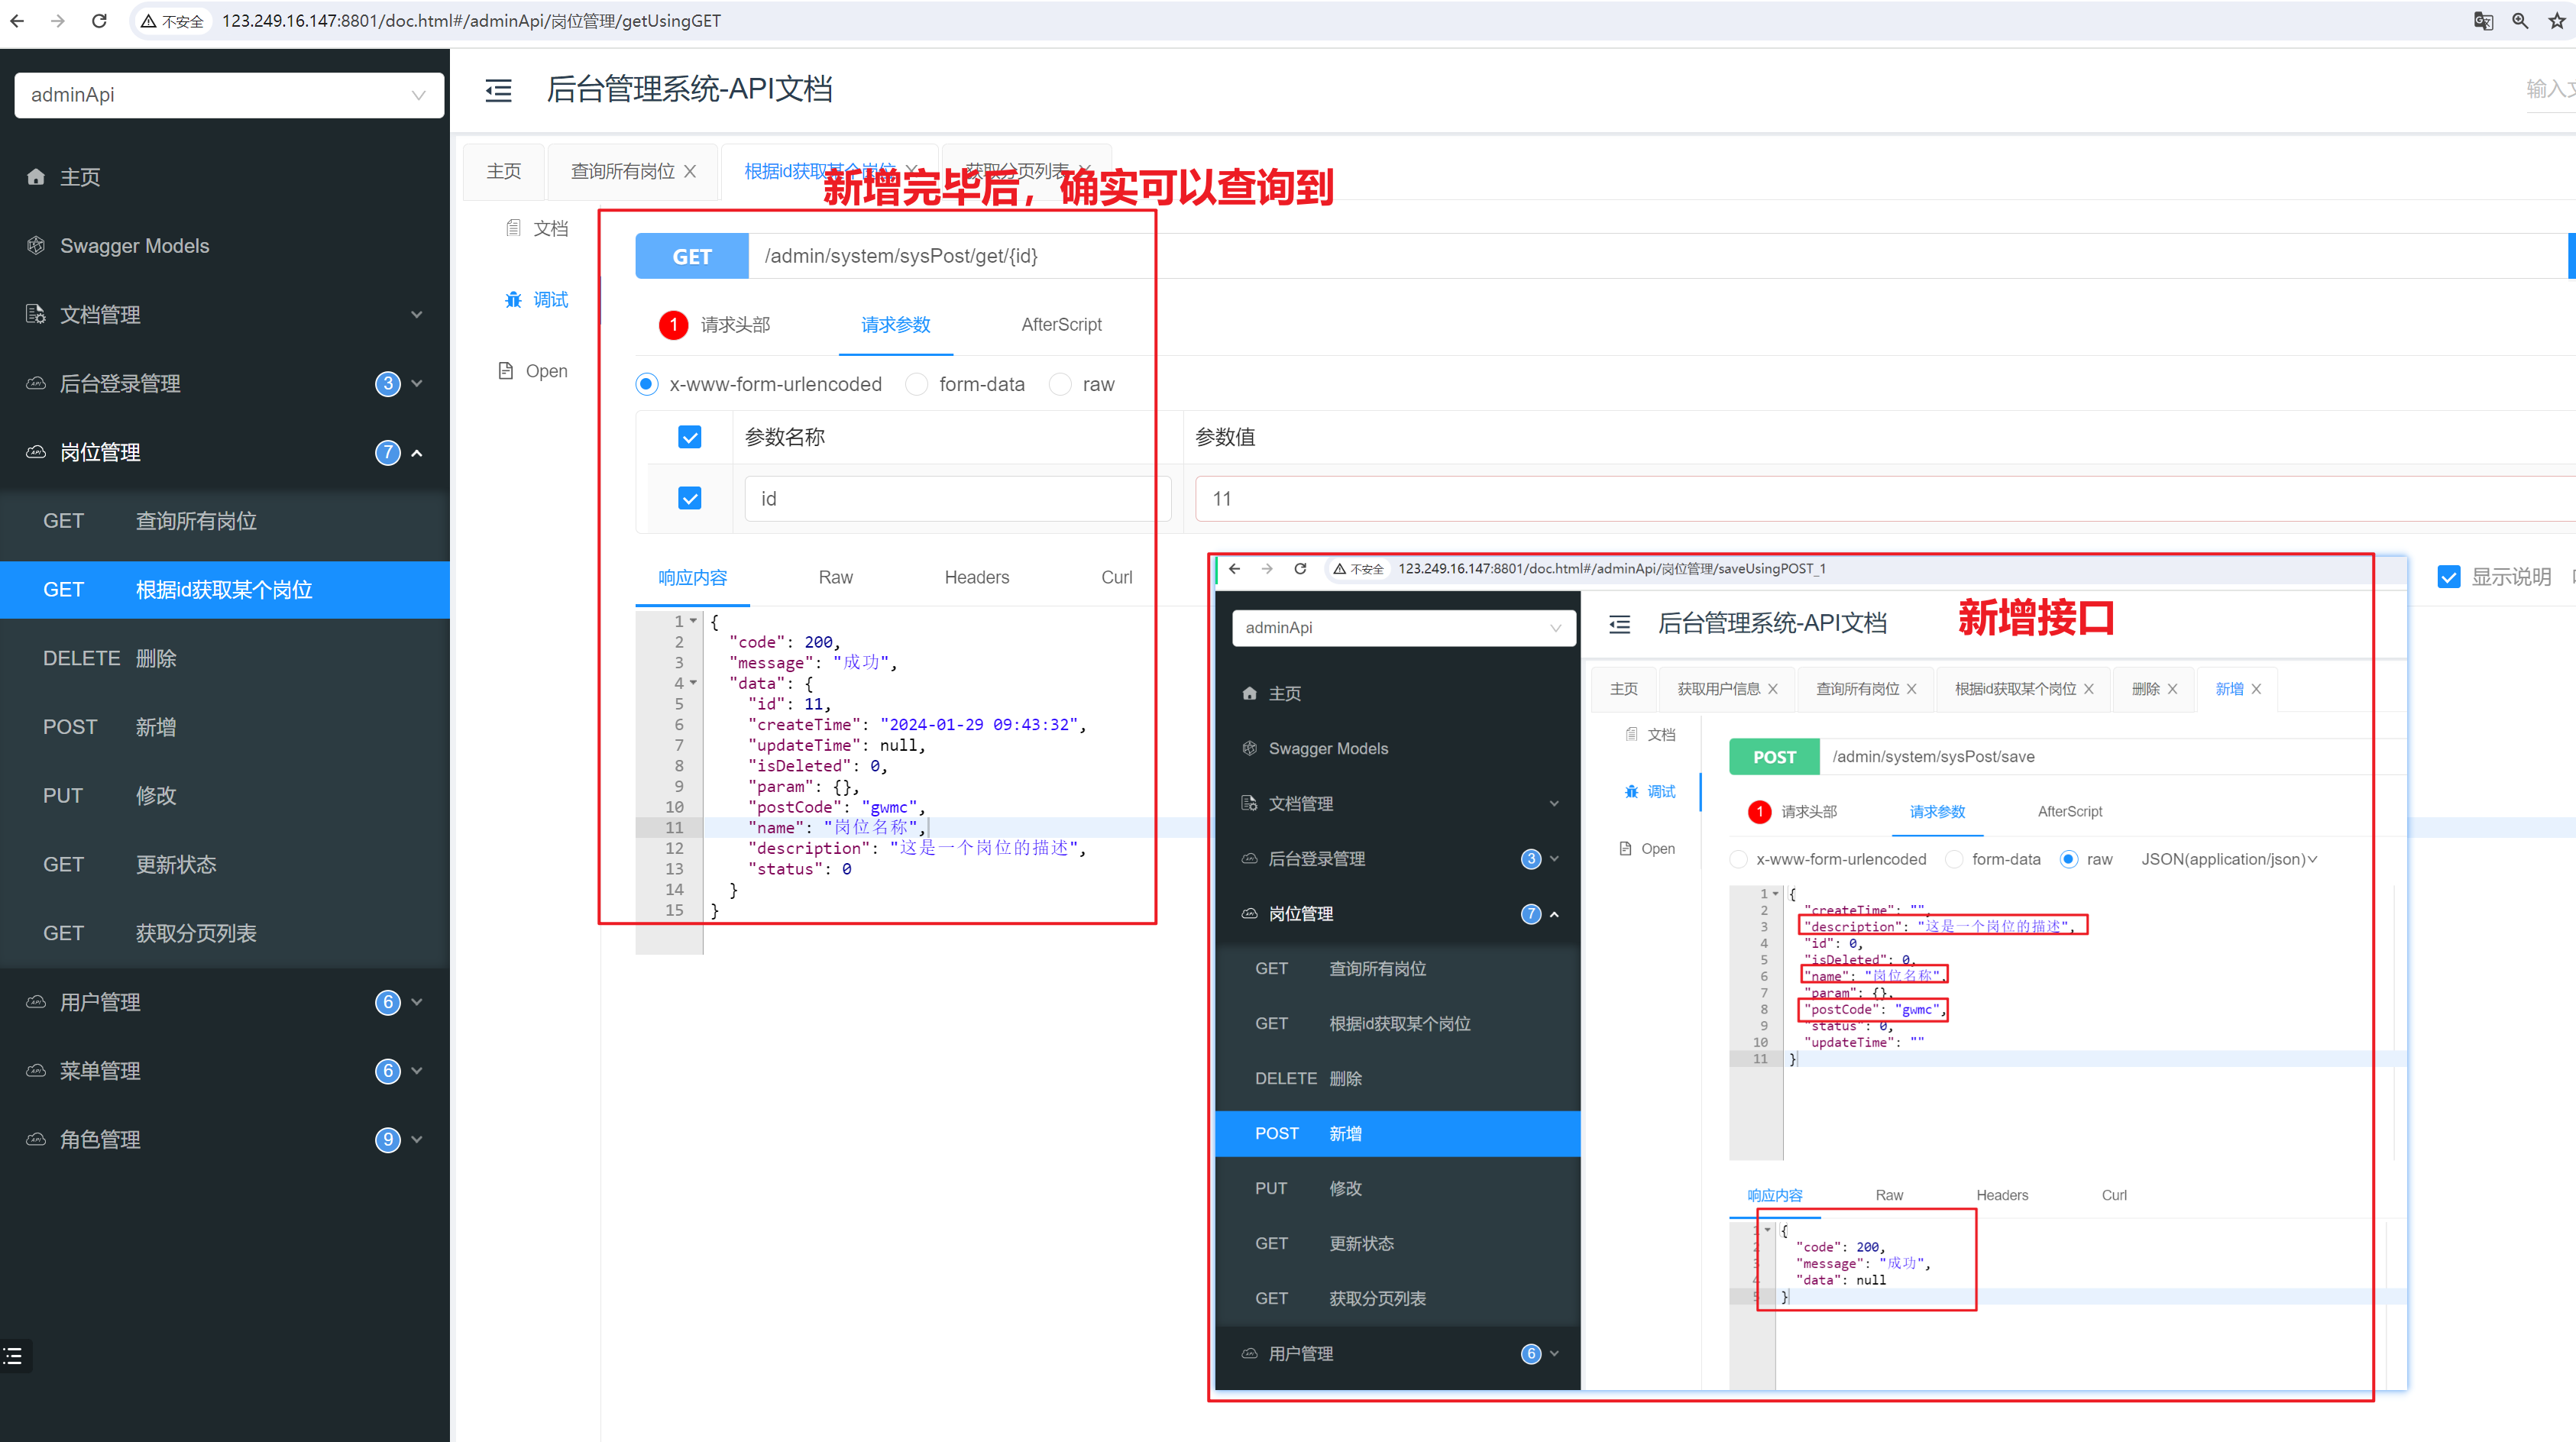 不安全 123.249.16.147:8801/doc.html#/adminApi/岗位管理/getUsingGET
adminApi
主页
Swagger Models
文档管理
后台登录管理 3
岗位管理 7
GET 查询所有岗位
GET 根据id获取某个岗位
DELETE 删除
POST 新增
PUT 修改
GET 更新状态
GET 获取分页列表
用户管理 6
菜单管理 6
角色管理 9
后台管理系统-API文档
输入文
主页 查询所有岗位 根据id获取某个岗位 获取分页列表
新增完毕后，确实可以查询到
文档
调试
Open
GET /admin/system/sysPost/get/{id}
1 请求头部 请求参数 AfterScript
x-www-form-urlencoded form-data raw
参数名称 参数值
id 11
响应内容 Raw Headers Curl
显示说明
1 {
2 "code": 200,
3 "message": "成功",
4 "data": {
5 "id": 11,
6 "createTime": "2024-01-29 09:43:32",
7 "updateTime": null,
8 "isDeleted": 0,
9 "param": {},
10 "postCode": "gwmc",
11 "name": "岗位名称",
12 "description": "这是一个岗位的描述",
13 "status": 0
14 }
15 }
不安全 123.249.16.147:8801/doc.html#/adminApi/岗位管理/saveUsingPOST_1
adminApi
主页
Swagger Models
文档管理
后台登录管理 3
岗位管理 7
GET 查询所有岗位
GET 根据id获取某个岗位
DELETE 删除
POST 新增
PUT 修改
GET 更新状态
GET 获取分页列表
用户管理 6
后台管理系统-API文档
新增接口
主页 获取用户信息 查询所有岗位 根据id获取某个岗位 删除 新增
文档
调试
Open
POST /admin/system/sysPost/save
1 请求头部 请求参数 AfterScript
x-www-form-urlencoded form-data raw JSON(application/json)
1 {
2 "createTime": "",
3 "description": "这是一个岗位的描述",
4 "id": 0,
5 "isDeleted": 0,
6 "name": "岗位名称",
7 "param": {},
8 "postCode": "gwmc",
9 "status": 0,
10 "updateTime": ""
11 }
响应内容 Raw Headers Curl
1 {
2 "code": 200,
3 "message": "成功",
4 "data": null
5 }